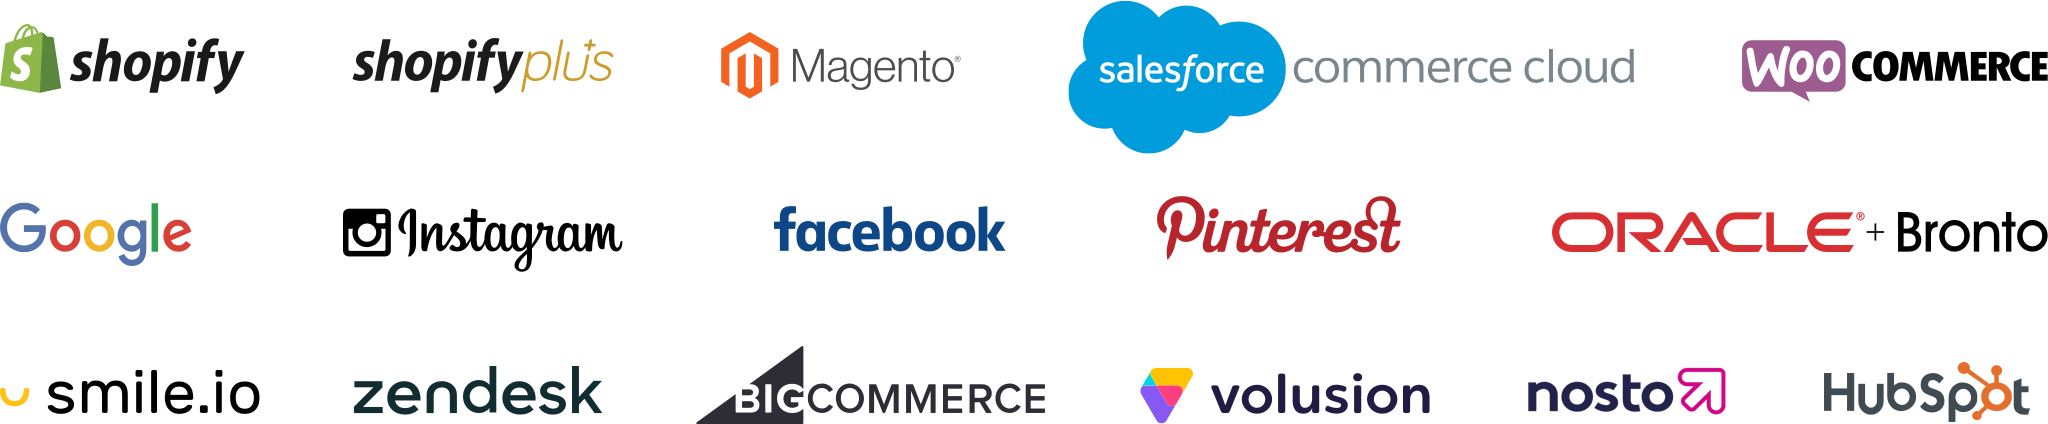 S shopify shopifyplus Magento® salesforce commerce cloud WOO COMMERCE
Google Instagram facebook Pinterest ORACLE® + Bronto
smile.io zendesk BIGCOMMERCE volusion nosto HubSpot